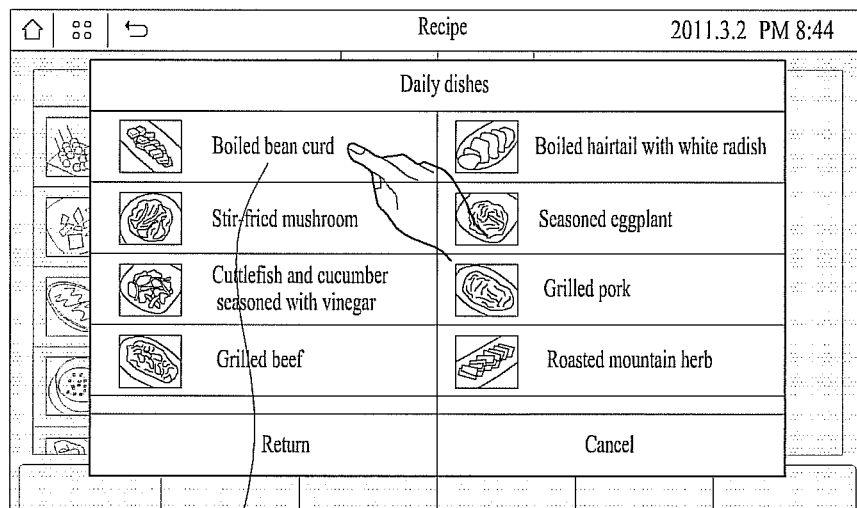 Recipe
2011.3.2 PM 8:44
Daily dishes
Boiled bean curd
Boiled hairtail with white radish
Stir-fried mushroom
Seasoned eggplant
Cuttlefish and cucumber
seasoned with vinegar
Grilled pork
Grilled beef
Roasted mountain herb
Return
Cancel